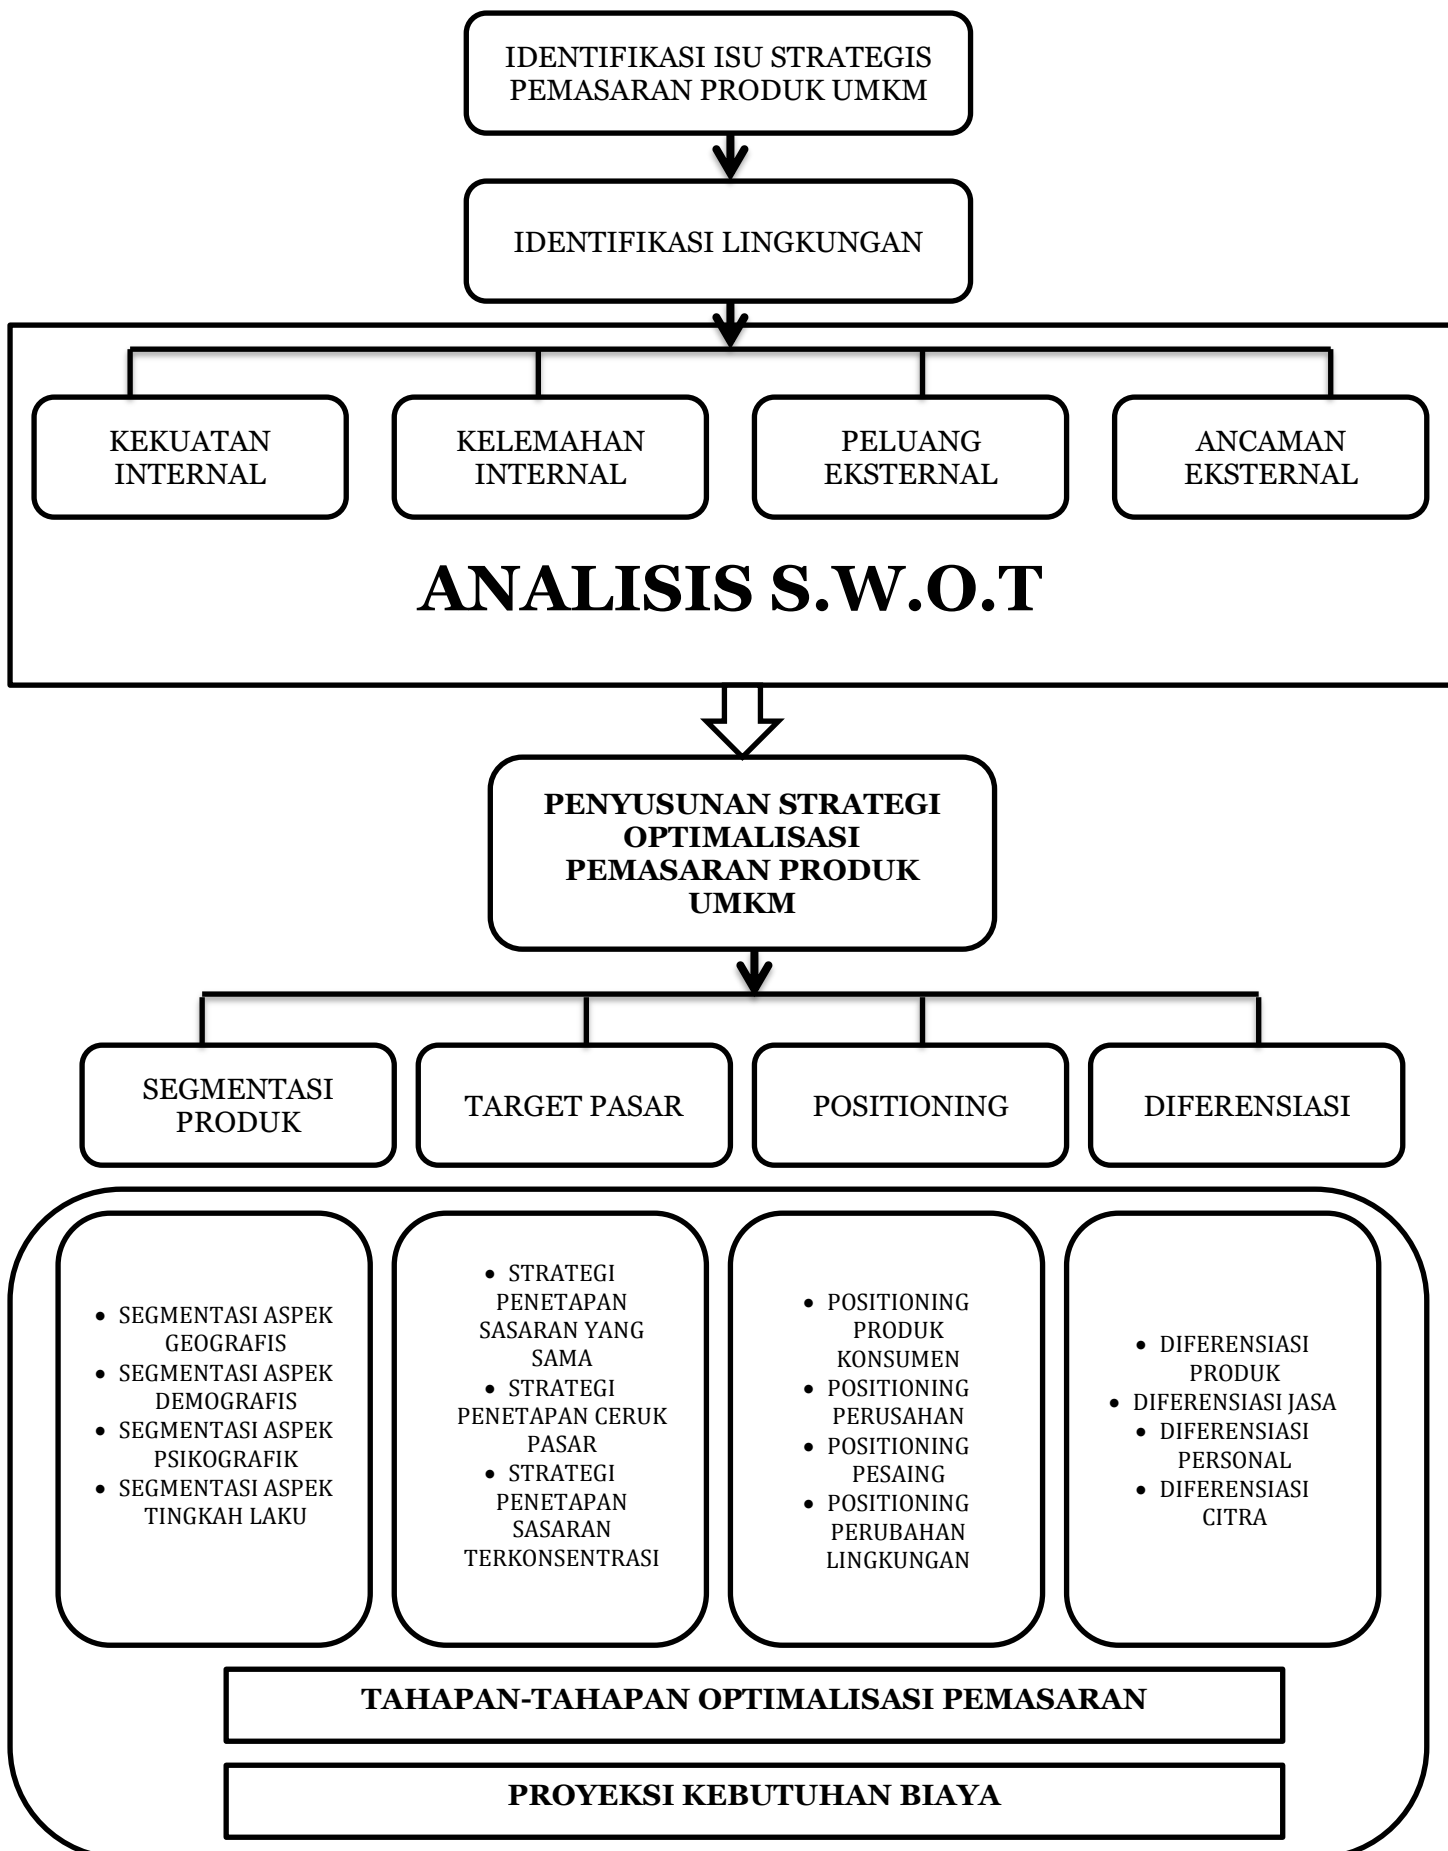 IDENTIFIKASI ISU STRATEGIS
PEMASARAN PRODUK UMKM
IDENTIFIKASI LINGKUNGAN
KEKUATAN
INTERNAL
KELEMAHAN
INTERNAL
PELUANG
EKSTERNAL
ANCAMAN
EKSTERNAL
ANALISIS S.W.O.T
PENYUSUNAN STRATEGI
OPTIMALISASI
PEMASARAN PRODUK
UMKM
SEGMENTASI
PRODUK
TARGET PASAR
POSITIONING
DIFERENSIASI
• SEGMENTASI ASPEK
GEOGRAFIS
• SEGMENTASI ASPEK
DEMOGRAFIS
• SEGMENTASI ASPEK
PSIKOGRAFIK
• SEGMENTASI ASPEK
TINGKAH LAKU
• STRATEGI
PENETAPAN
SASARAN YANG
SAMA
• STRATEGI
PENETAPAN CERUK
PASAR
• STRATEGI
PENETAPAN
SASARAN
TERKONSENTRASI
• POSITIONING
PRODUK
KONSUMEN
• POSITIONING
PERUSAHAN
• POSITIONING
PESAING
• POSITIONING
PERUBAHAN
LINGKUNGAN
• DIFERENSIASI
PRODUK
• DIFERENSIASI JASA
• DIFERENSIASI
PERSONAL
• DIFERENSIASI
CITRA
TAHAPAN-TAHAPAN OPTIMALISASI PEMASARAN
PROYEKSI KEBUTUHAN BIAYA